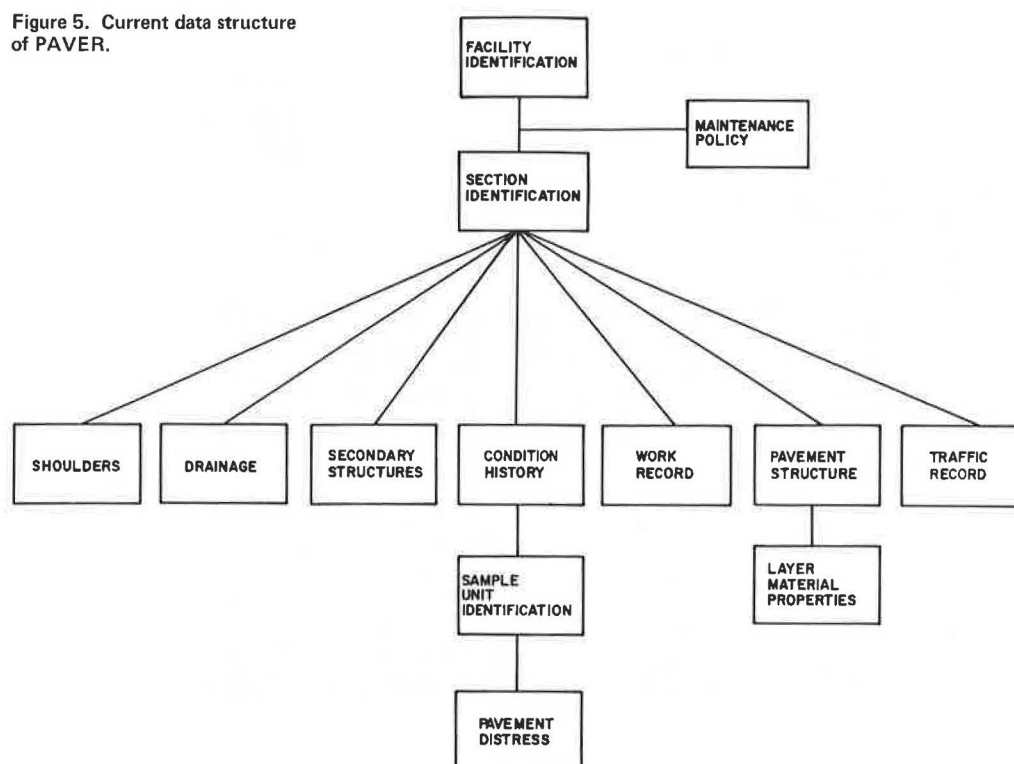 Figure 5. Current data structure
of PAVER.
FACILITY
IDENTIFICATION
MAINTENANCE
POLICY
SECTION
IDENTIFICATION
SHOULDERS
DRAINAGE
SECONDARY
STRUCTURES
CONDITION
HISTORY
WORK
RECORD
PAVEMENT
STRUCTURE
TRAFFIC
RECORD
SAMPLE
UNIT
IDENTIFICATION
LAYER
MATERIAL
PROPERTIES
PAVEMENT
DISTRESS